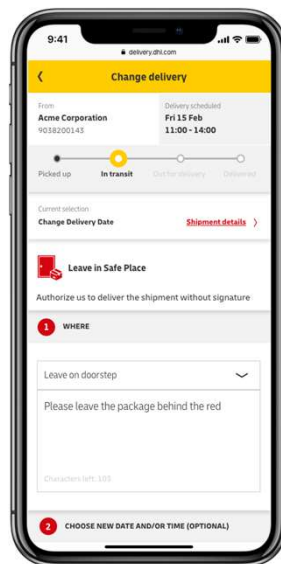 9:41
delivery.dhl.com
Change delivery
From
Acme Corporation
9038200143
Delivery scheduled
Fri 15 Feb
11:00 - 14:00
Picked up
In transit
Out for delivery
Delivered
Current selection
Change Delivery Date
Shipment details
Leave in Safe Place
Authorize us to deliver the shipment without signature
1 WHERE
Leave on doorstep
Please leave the package behind the red
Characters left: 103
2 CHOOSE NEW DATE AND/OR TIME (OPTIONAL)